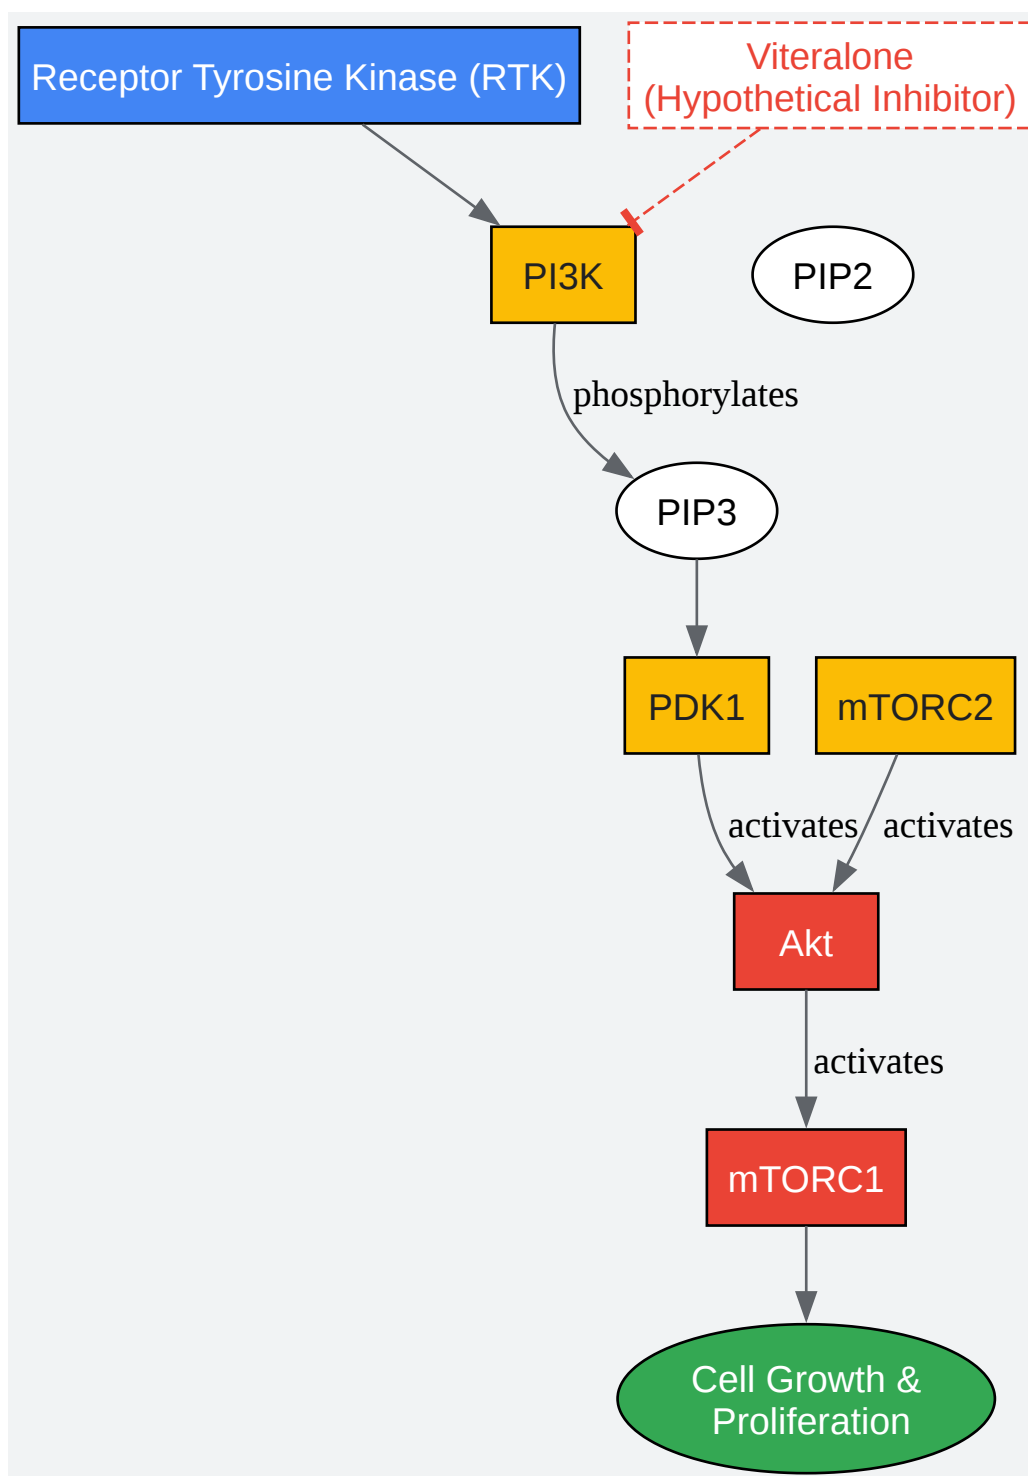 Receptor Tyrosine Kinase (RTK)
Viteralone
(Hypothetical Inhibitor)
PI3K
PIP2
phosphorylates
PIP3
PDK1
mTORC2
activates
activates
Akt
activates
mTORC1
Cell Growth &
Proliferation